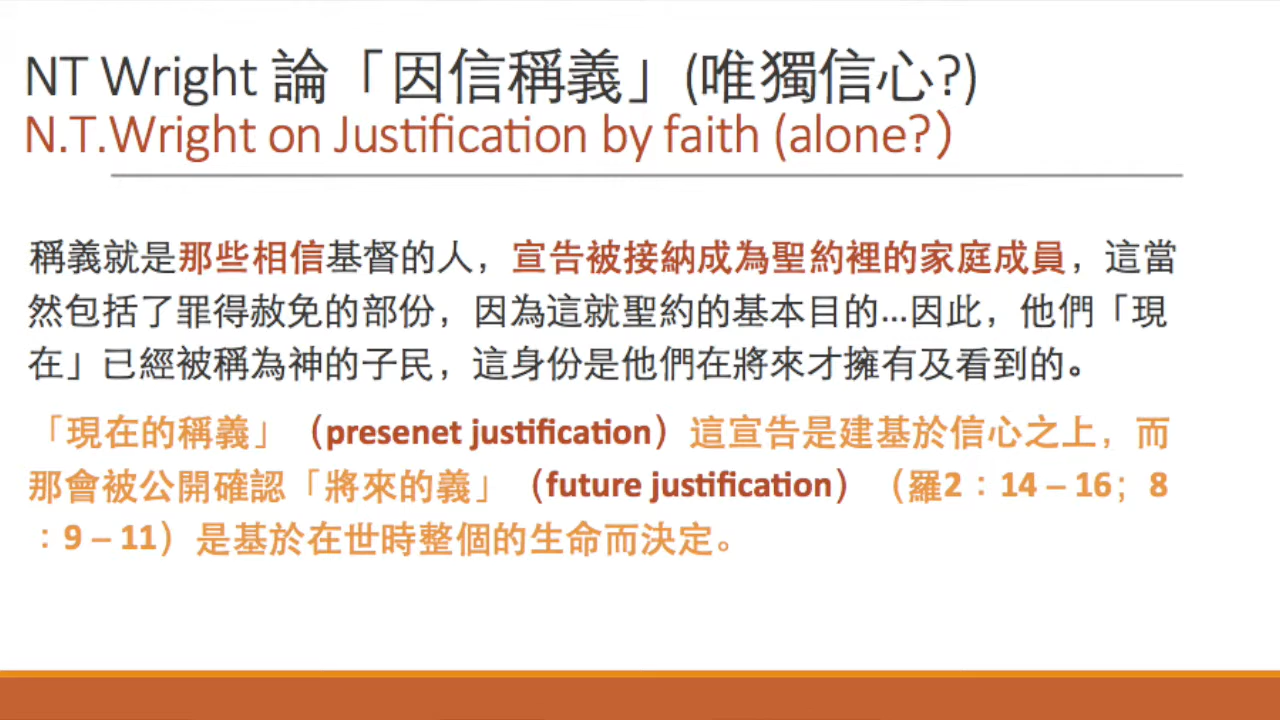 NT Wright 論「因信稱義」(唯獨信心?)
N.T.Wright on Justification by faith (alone?)
稱義就是那些相信基督的人，宣告被接納成為聖約裡的家庭成員，這當
然包括了罪得赦免的部份，因為這就聖約的基本目的...因此，他們「現
在」已經被稱為神的子民，這身份是他們在將來才擁有及看到的。
「現在的稱義」（presenet justification）這宣告是建基於信心之上，而
那會被公開確認「將來的義」（future justification）（羅2：14 – 16；8
：9 – 11）是基於在世時整個的生命而決定。